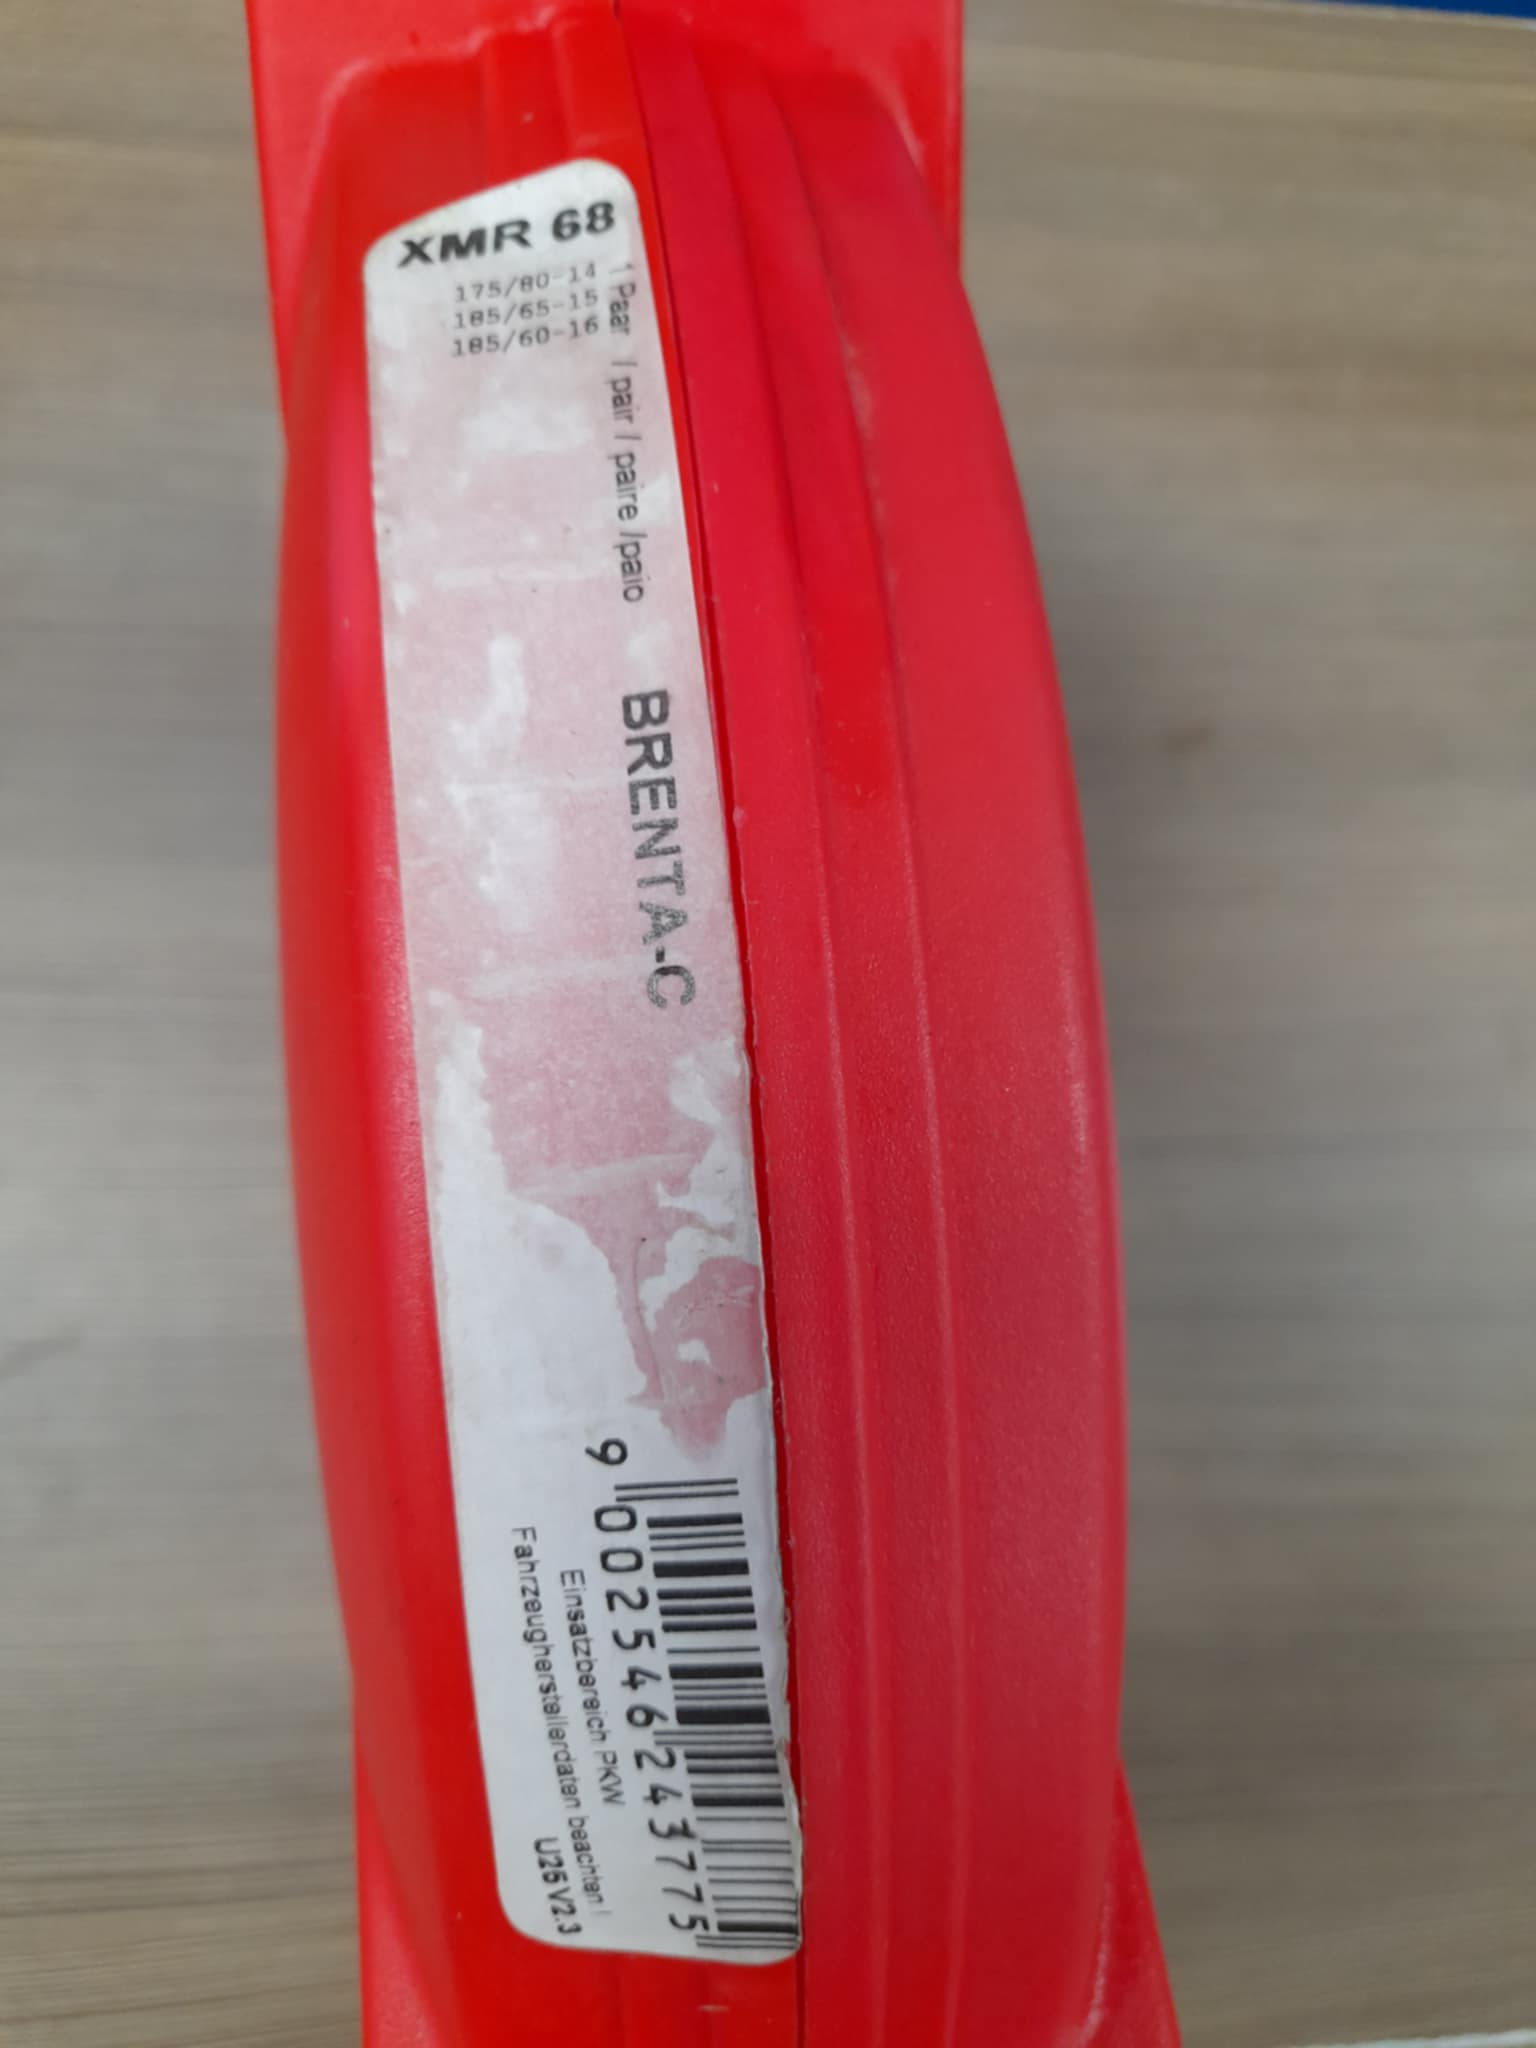 XMR 68
175/80-14
185/65-15
185/60-16
1 Paar / pair / paire /paio
BRENTA-C
9 002546 243775
Einsatzbereich PKW
Fahrzeugherstellerdaten beachten !
U26 V2.3